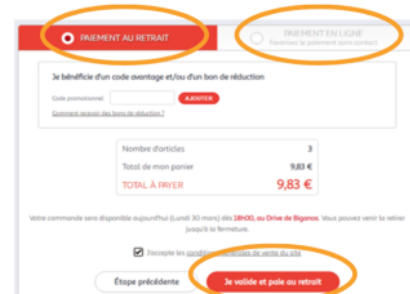 PAIEMENT AU RETRAIT
PAIEMENT EN LIGNE
Favorisez le paiement sans contact
Je bénéficie d'un code avantage et/ou d'un bon de réduction
Code promotionnel
AJOUTER
Comment recevoir des bons de réduction ?
Nombre d'articles 3
Total de mon panier 9,83 €
TOTAL À PAYER 9,83 €
Votre commande sera disponible aujourd'hui (Lundi 30 mars) dès 18h00, au Drive de Biganos. Vous pouvez venir la retirer
jusqu'à la fermeture.
J'accepte les conditions générales de vente du site
Étape précédente
Je valide et paie au retrait